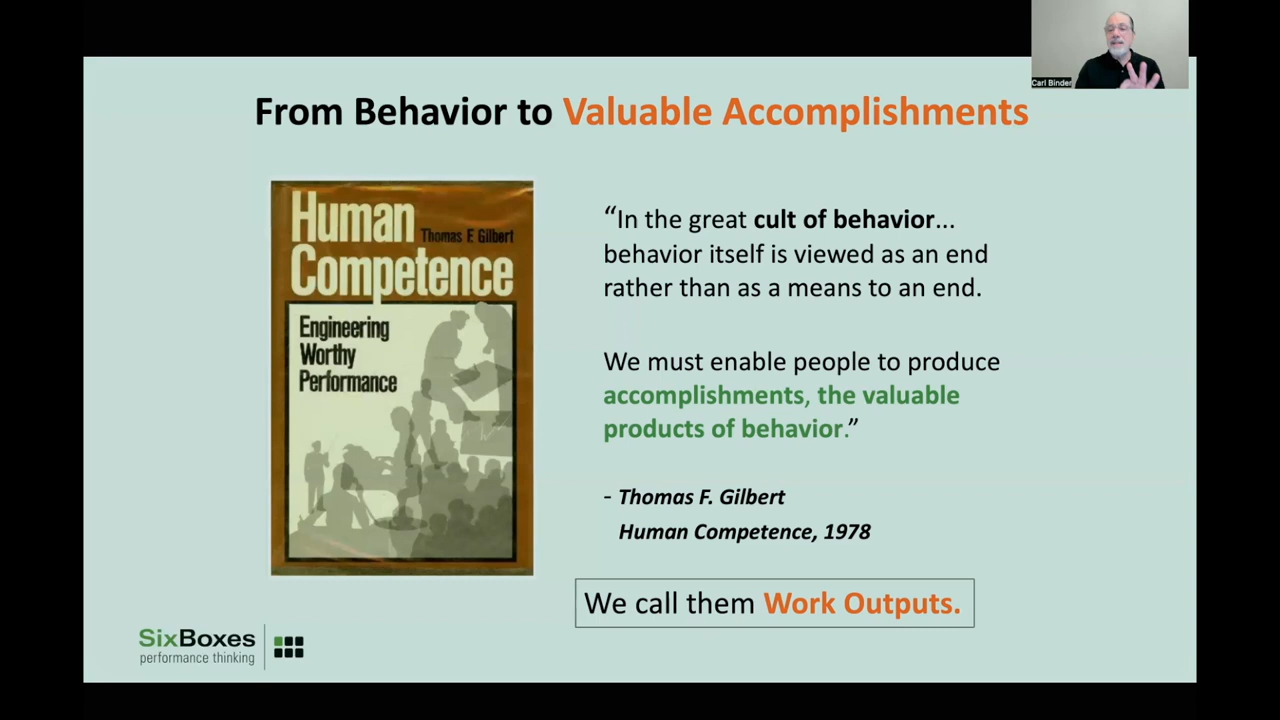 Carl Binder
From Behavior to Valuable Accomplishments
Human
Thomas F. Gilbert
Competence
Engineering
Worthy
Performance
“In the great cult of behavior...
behavior itself is viewed as an end
rather than as a means to an end.
We must enable people to produce
accomplishments, the valuable
products of behavior.”
- Thomas F. Gilbert
Human Competence, 1978
We call them Work Outputs.
SixBoxes
performance thinking